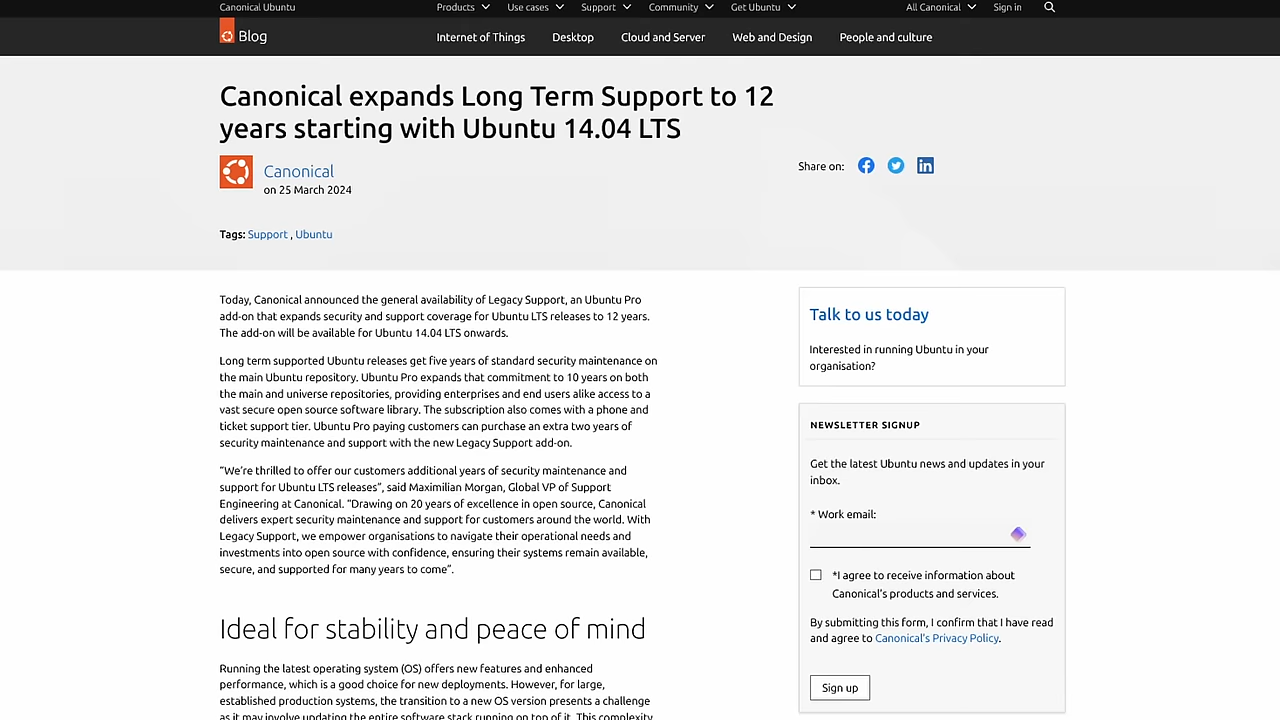 Canonical Ubuntu
Products
Use cases
Support
Community
Get Ubuntu
All Canonical
Sign in
Blog
Internet of Things
Desktop
Cloud and Server
Web and Design
People and culture
Canonical expands Long Term Support to 12
years starting with Ubuntu 14.04 LTS
Canonical
on 25 March 2024
Share on:
Tags: Support , Ubuntu
Today, Canonical announced the general availability of Legacy Support, an Ubuntu Pro
add-on that expands security and support coverage for Ubuntu LTS releases to 12 years.
The add-on will be available for Ubuntu 14.04 LTS onwards.
Long term supported Ubuntu releases get five years of standard security maintenance on
the main Ubuntu repository. Ubuntu Pro expands that commitment to 10 years on both
the main and universe repositories, providing enterprises and end users alike access to a
vast secure open source software library. The subscription also comes with a phone and
ticket support tier. Ubuntu Pro paying customers can purchase an extra two years of
security maintenance and support with the new Legacy Support add-on.
“We’re thrilled to offer our customers additional years of security maintenance and
support for Ubuntu LTS releases”, said Maximilian Morgan, Global VP of Support
Engineering at Canonical. “Drawing on 20 years of excellence in open source, Canonical
delivers expert security maintenance and support for customers around the world. With
Legacy Support, we empower organisations to navigate their operational needs and
investments into open source with confidence, ensuring their systems remain available,
secure, and supported for many years to come”.
Ideal for stability and peace of mind
Running the latest operating system (OS) offers new features and enhanced
performance, which is a good choice for new deployments. However, for large,
established production systems, the transition to a new OS version presents a challenge
as it may involve updating the entire software stack running on top of it. This complexity
Talk to us today
Interested in running Ubuntu in your
organisation?
NEWSLETTER SIGNUP
Get the latest Ubuntu news and updates in your
inbox.
* Work email:
*I agree to receive information about
Canonical’s products and services.
By submitting this form, I confirm that I have read
and agree to Canonical’s Privacy Policy.
Sign up